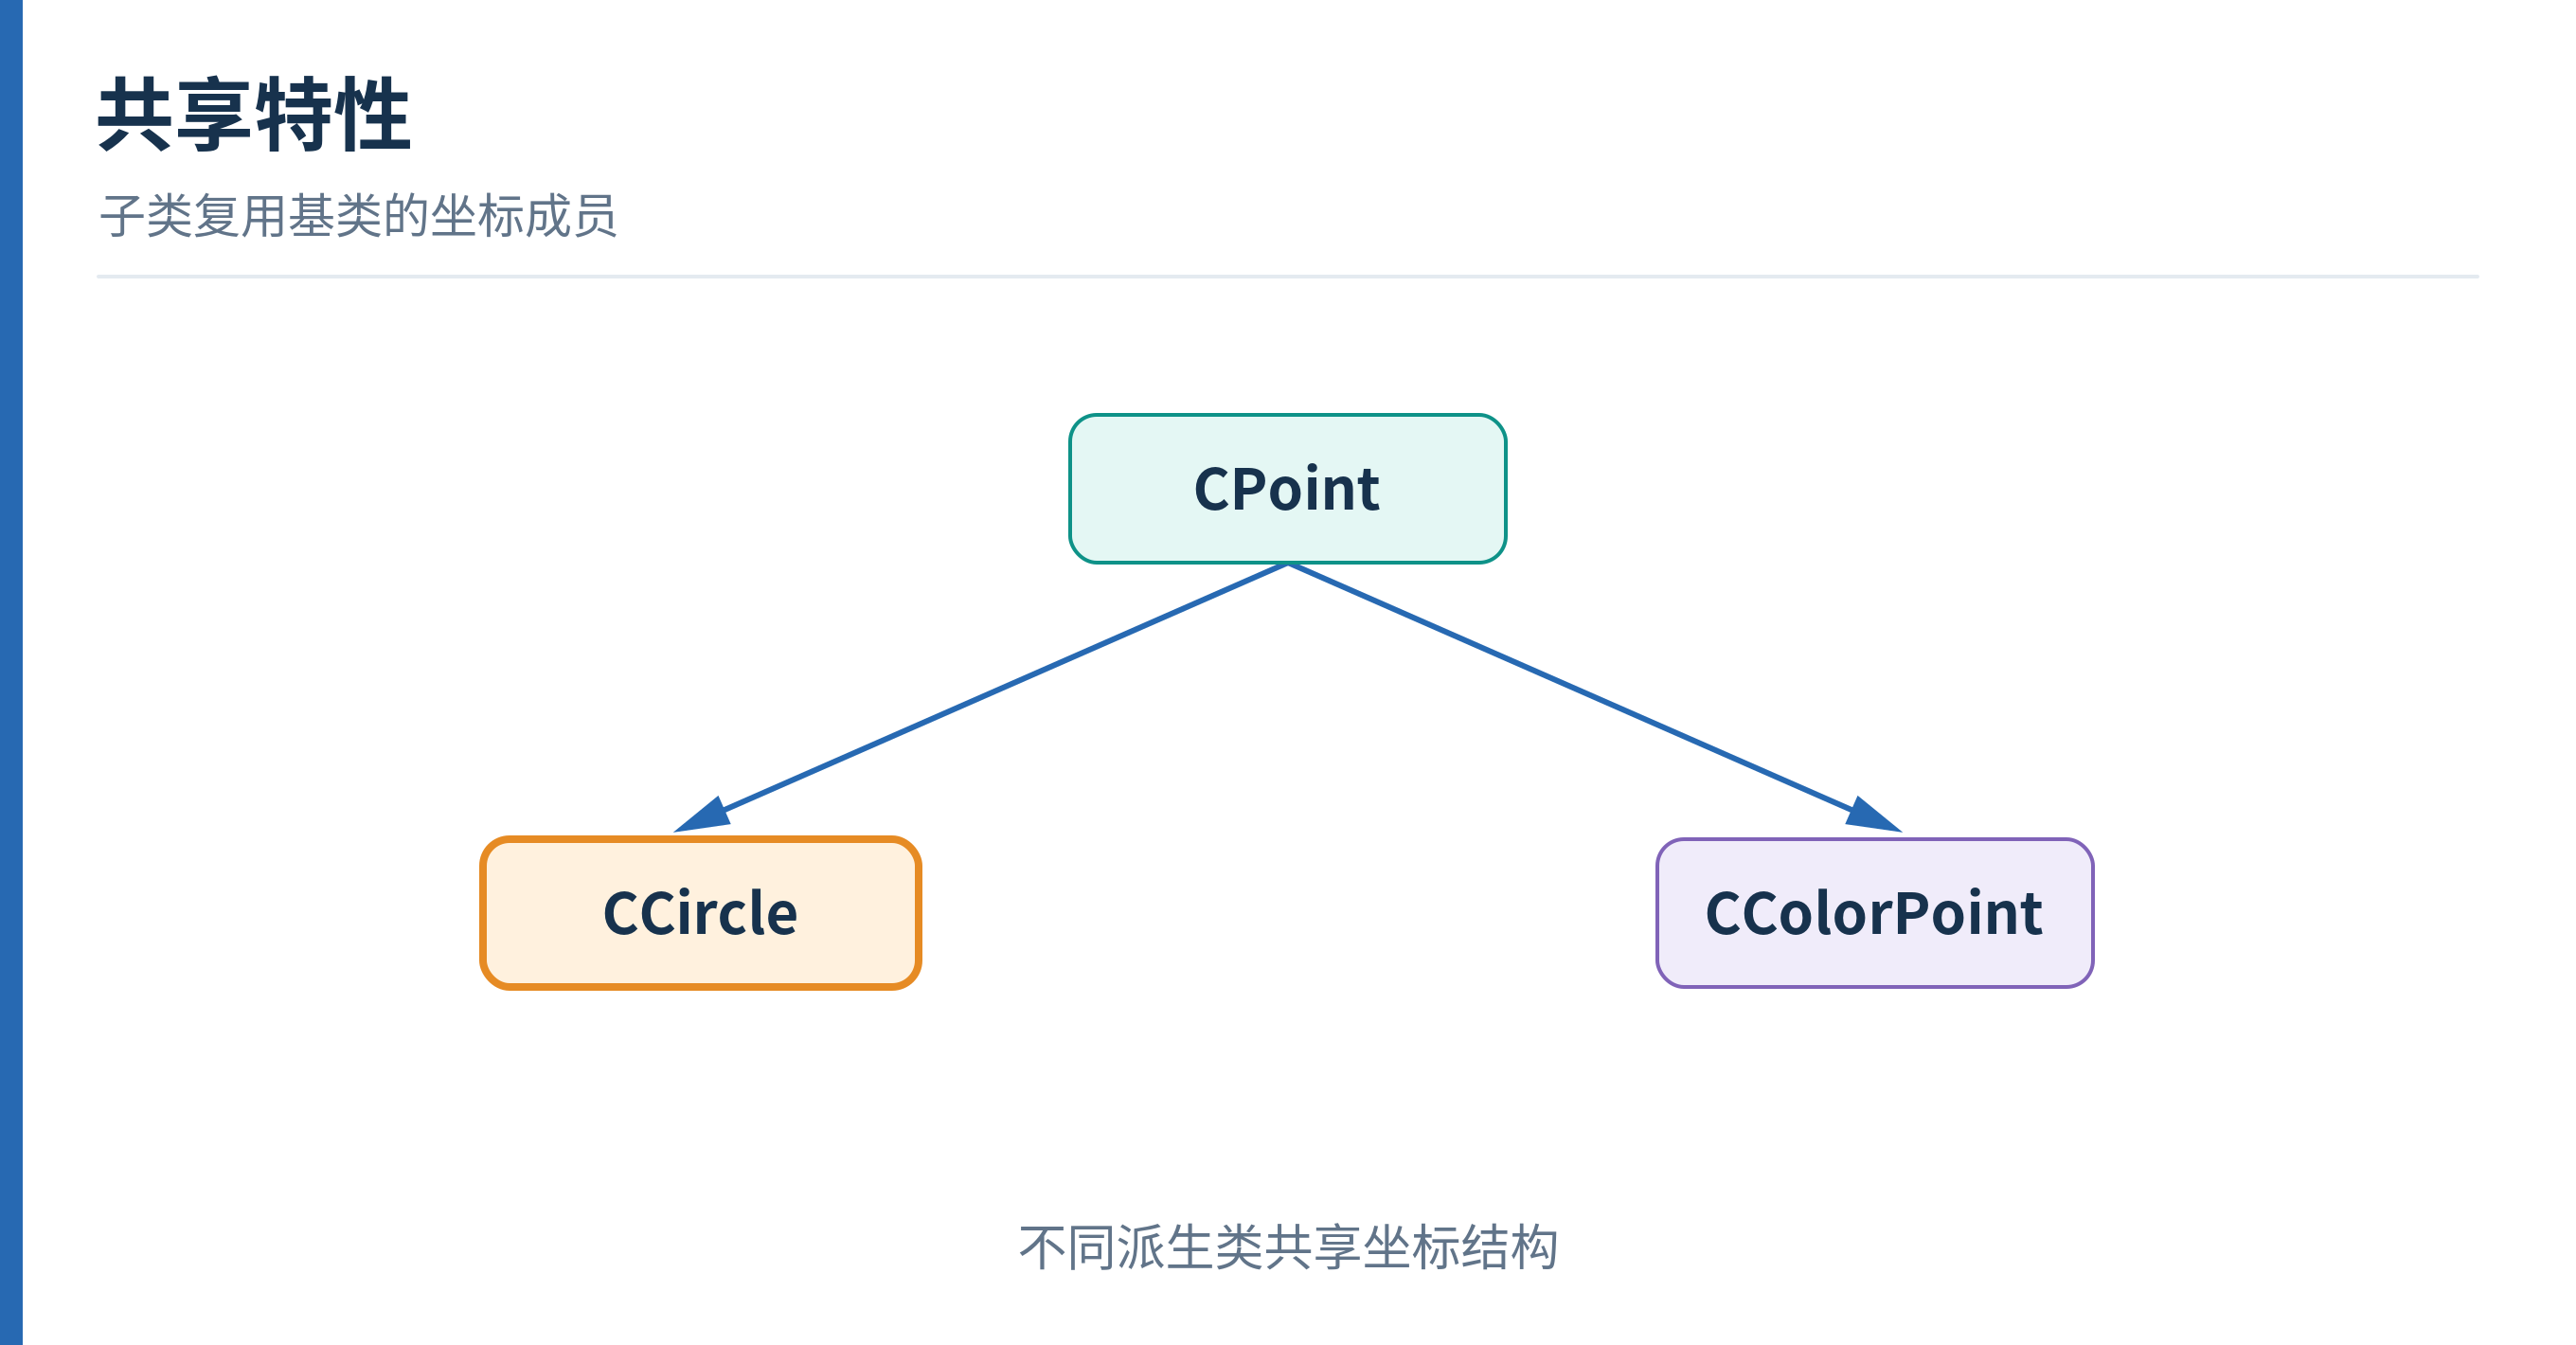 共享特性
子类复用基类的坐标成员
CPoint
CCircle
CColorPoint
不同派生类共享坐标结构